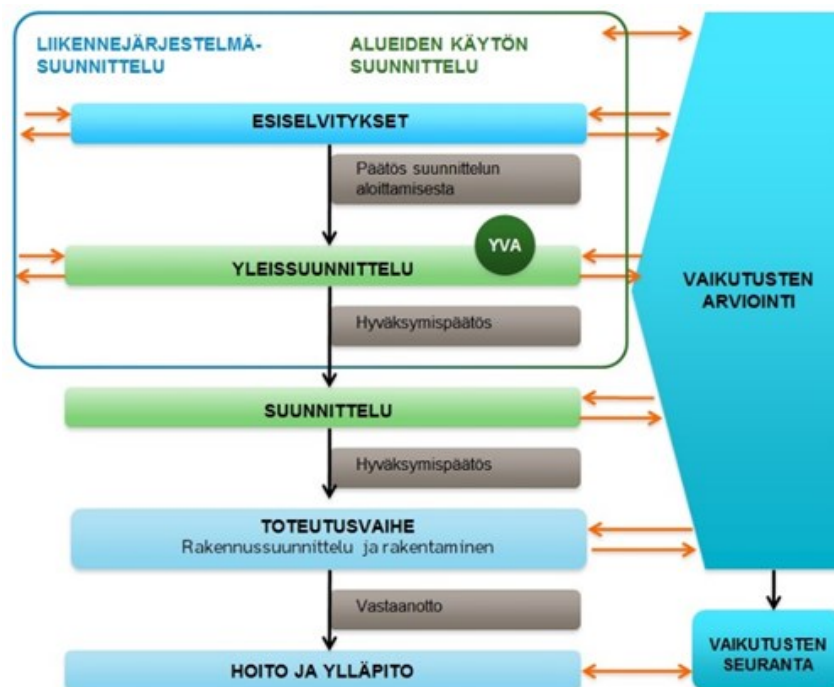 LIIKENNEJÄRJESTELMÄ-
SUUNNITTELU
ALUEIDEN KÄYTÖN
SUUNNITTELU
ESISELVITYKSET
Päätös suunnittelun
aloittamisesta
YVA
YLEISSUUNNITTELU
VAIKUTUSTEN
ARVIOINTI
Hyväksymispäätös
SUUNNITTELU
Hyväksymispäätös
TOTEUTUSVAIHE
Rakennussuunnittelu ja rakentaminen
Vastaanotto
VAIKUTUSTEN
SEURANTA
HOITO JA YLLÄPITO